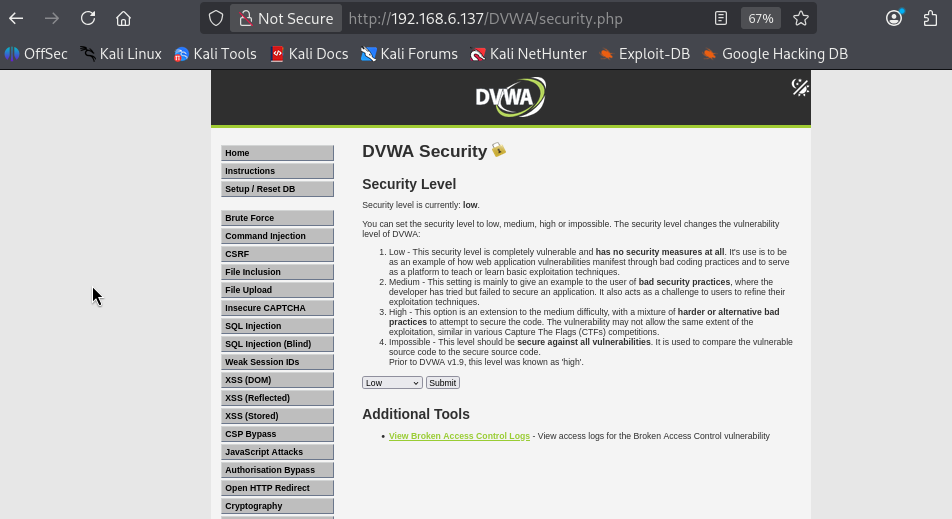 Not Secure http://192.168.6.137/DVWA/security.php 67%
OffSec Kali Linux Kali Tools Kali Docs Kali Forums Kali NetHunter Exploit-DB Google Hacking DB
DVWA
Home
Instructions
Setup / Reset DB
Brute Force
Command Injection
CSRF
File Inclusion
File Upload
Insecure CAPTCHA
SQL Injection
SQL Injection (Blind)
Weak Session IDs
XSS (DOM)
XSS (Reflected)
XSS (Stored)
CSP Bypass
JavaScript Attacks
Authorisation Bypass
Open HTTP Redirect
Cryptography
DVWA Security
Security Level
Security level is currently: low.
You can set the security level to low, medium, high or impossible. The security level changes the vulnerability
level of DVWA:
1. Low - This security level is completely vulnerable and has no security measures at all. It's use is to be
as an example of how web application vulnerabilities manifest through bad coding practices and to serve
as a platform to teach or learn basic exploitation techniques.
2. Medium - This setting is mainly to give an example to the user of bad security practices, where the
developer has tried but failed to secure an application. It also acts as a challenge to users to refine their
exploitation techniques.
3. High - This option is an extension to the medium difficulty, with a mixture of harder or alternative bad
practices to attempt to secure the code. The vulnerability may not allow the same extent of the
exploitation, similar in various Capture The Flags (CTFs) competitions.
4. Impossible - This level should be secure against all vulnerabilities. It is used to compare the vulnerable
source code to the secure source code.
Prior to DVWA v1.9, this level was known as 'high'.
Low Submit
Additional Tools
• View Broken Access Control Logs - View access logs for the Broken Access Control vulnerability